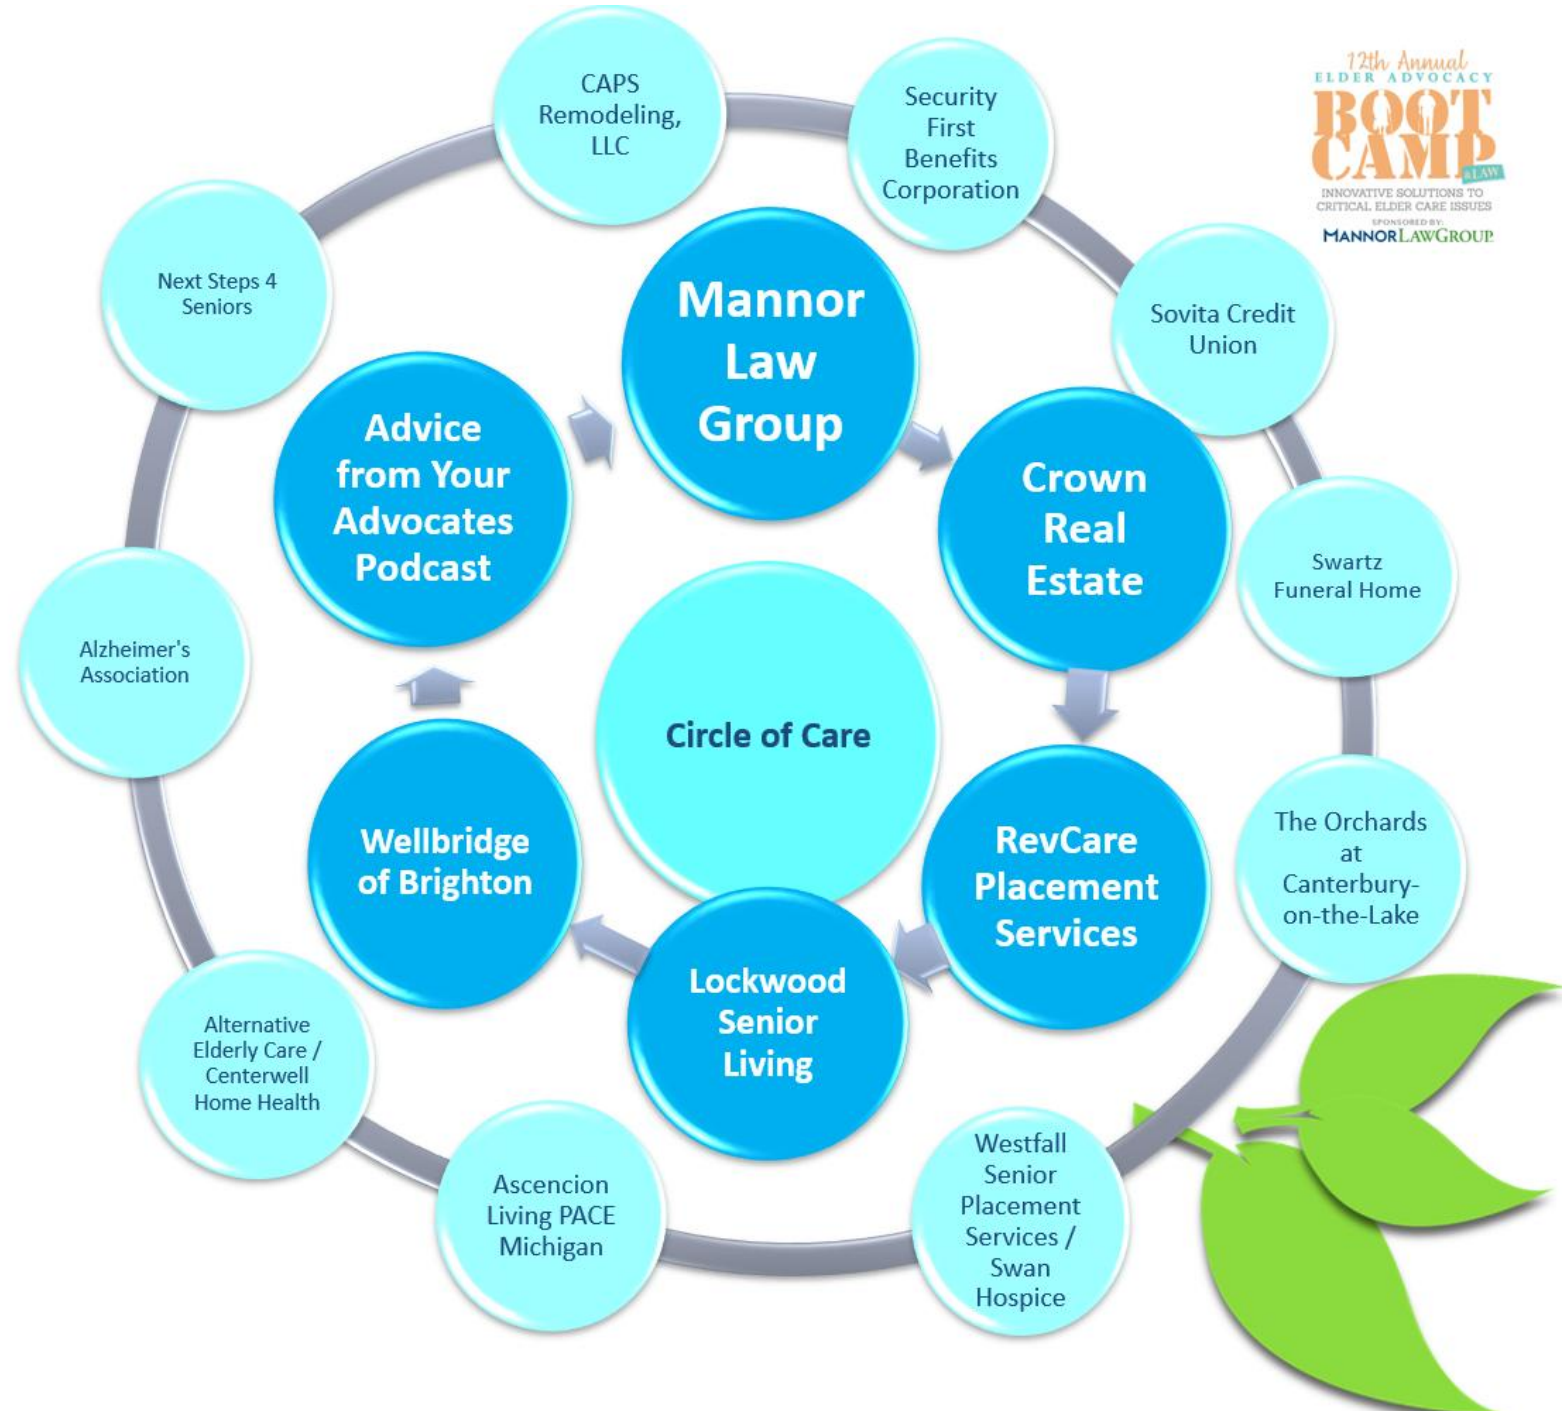 12th Annual
ELDER ADVOCACY
BOOT
CAMP
& LAW
INNOVATIVE SOLUTIONS TO
CRITICAL ELDER CARE ISSUES
SPONSORED BY:
MANNOR LAW GROUP
CAPS
Remodeling,
LLC
Security
First
Benefits
Corporation
Sovita Credit
Union
Swartz
Funeral Home
The Orchards
at
Canterbury-
on-the-Lake
Westfall
Senior
Placement
Services /
Swan
Hospice
Ascencion
Living PACE
Michigan
Alternative
Elderly Care /
Centerwell
Home Health
Alzheimer's
Association
Next Steps 4
Seniors
Mannor
Law
Group
Crown
Real
Estate
RevCare
Placement
Services
Lockwood
Senior
Living
Wellbridge
of Brighton
Advice
from Your
Advocates
Podcast
Circle of Care